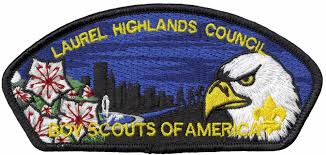 LAUREL HIGHLANDS COUNCIL
BOY SCOUTS OF AMERICA